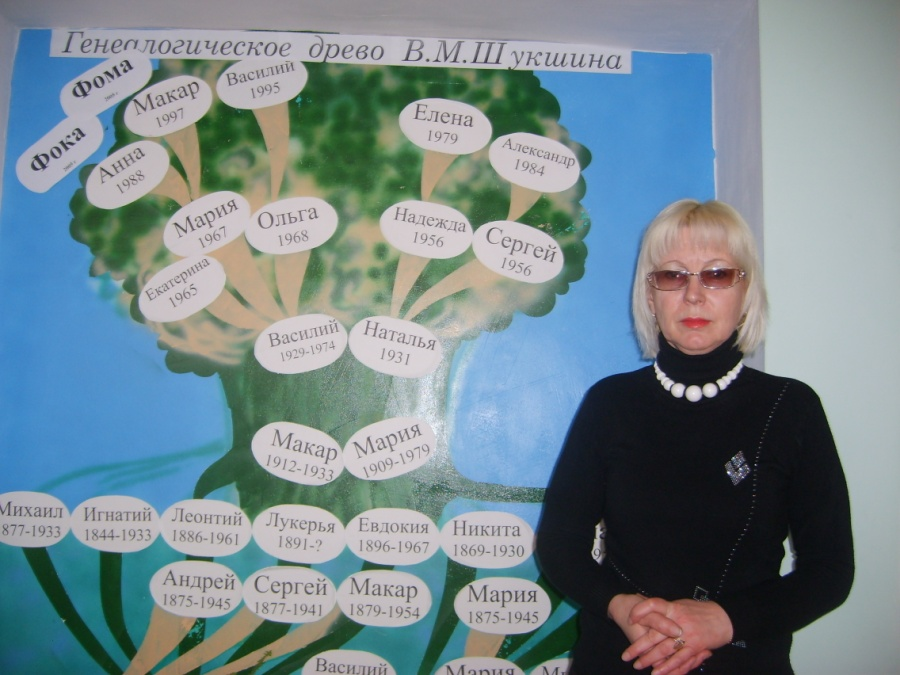 Генеалогическое древо В.М.Шукшина
Фома
2005 г.
Фока
Макар
1997
Василий
1995
Елена
1979
Анна
1988
Александр
1984
Мария
1967
Ольга
1968
Надежда
1956
Сергей
1956
Екатерина
1965
Василий
1929-1974
Наталья
1931
Макар
1912-1933
Мария
1909-1979
Михаил
1877-1933
Игнатий
1844-1933
Леонтий
1886-1961
Лукерья
1891-?
Евдокия
1896-1967
Никита
1869-1930
Андрей
1875-1945
Сергей
1877-1941
Макар
1879-1954
Мария
1875-1945
Василий
Мария